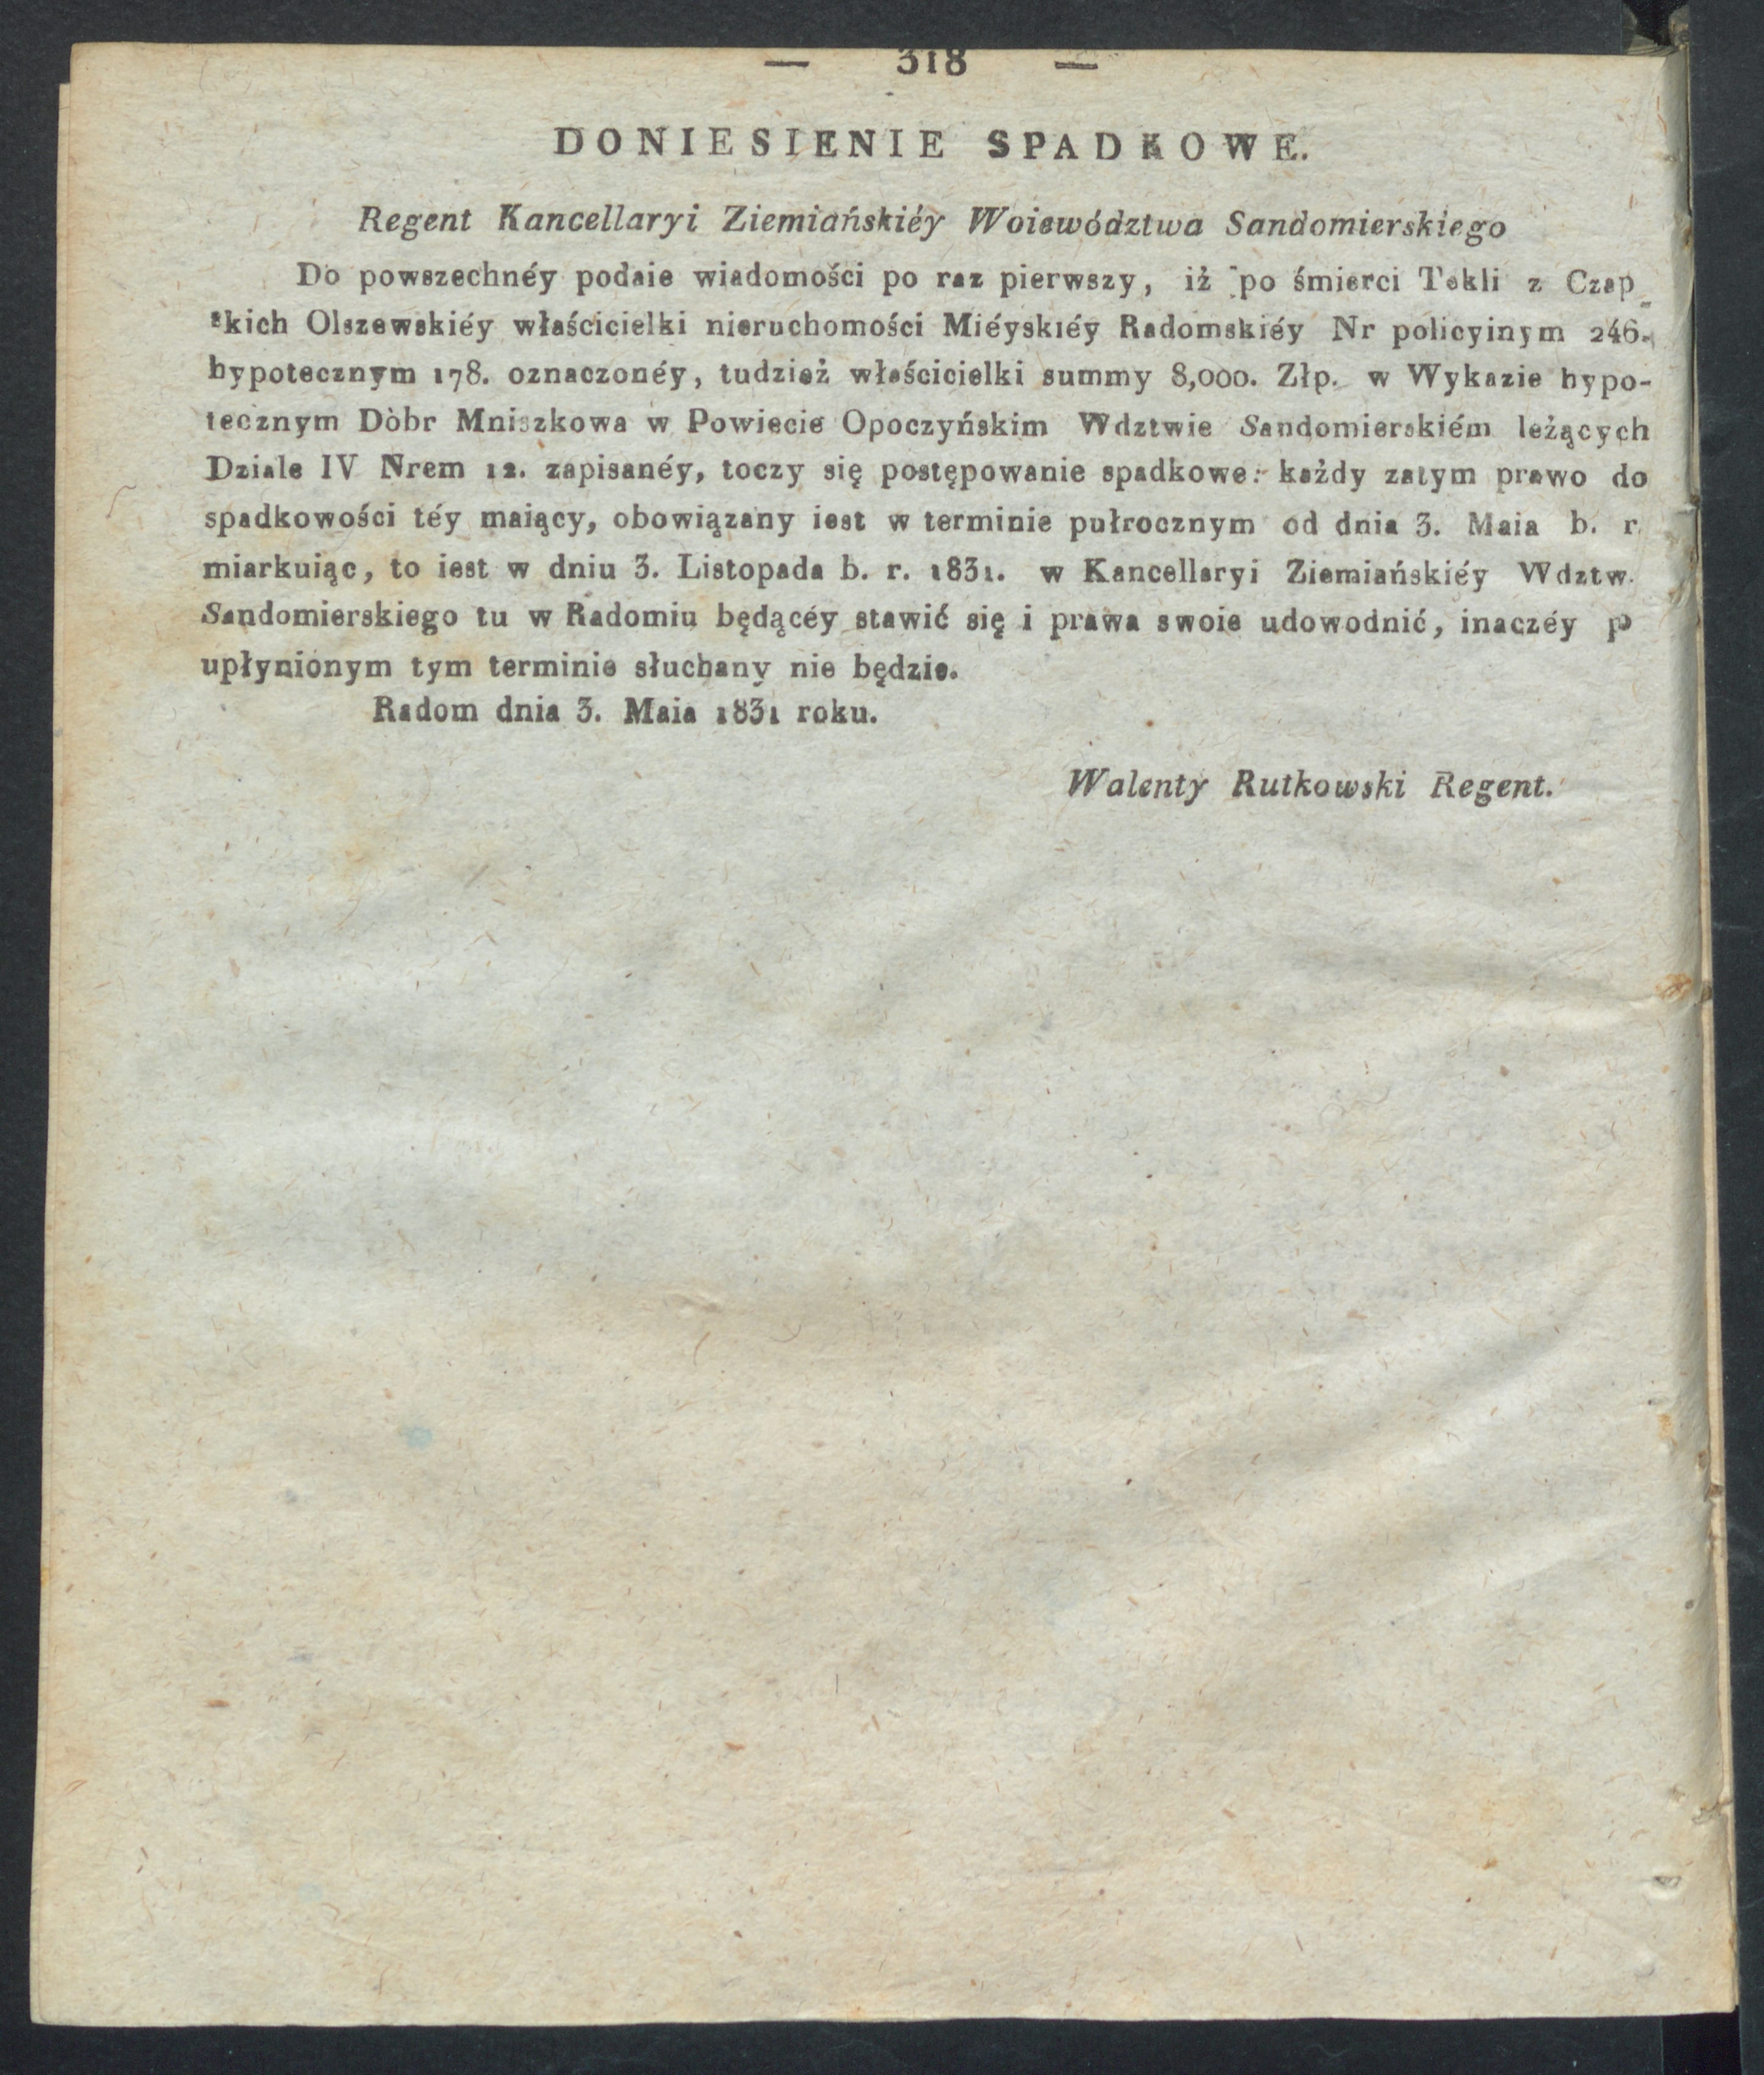 — 318 —
DONIESIENIE SPADKOWE.
Regent Kancellaryi Ziemiańskiéy Woiewództwa Sandomierskiego
Do powszechnéy podaie wiadomości po raz pierwszy, iż po śmierci Tekli z Czap-
skich Olszewskiéy właścicielki nieruchomości Miéyskiéy Radomskiéy Nr policyinym 246.
hypotecznym 178. oznaczonéy, tudzież właścicielki summy 8,000. Złp. w Wykazie hypo-
tecznym Dòbr Mniszkowa w Powiecie Opoczyńskim Wdztwie Sandomierskiém leżących
Dziale IV Nrem 12. zapisanéy, toczy się postępowanie spadkowe: każdy zatym prawo do
spadkowości téy maiący, obowiązany iest w terminie pułrocznym od dnia 3. Maia b. r.
miarkuiąc, to iest w dniu 3. Listopada b. r. 1831. w Kancellaryi Ziemiańskiéy Wdztw.
Sandomierskiego tu w Radomiu będącéy stawić się i prawa swoie udowodnić, inaczéy p
upłynionym tym terminie słuchany nie będzie.
Radom dnia 3. Maia 1831 roku.
Walenty Rutkowski Regent.